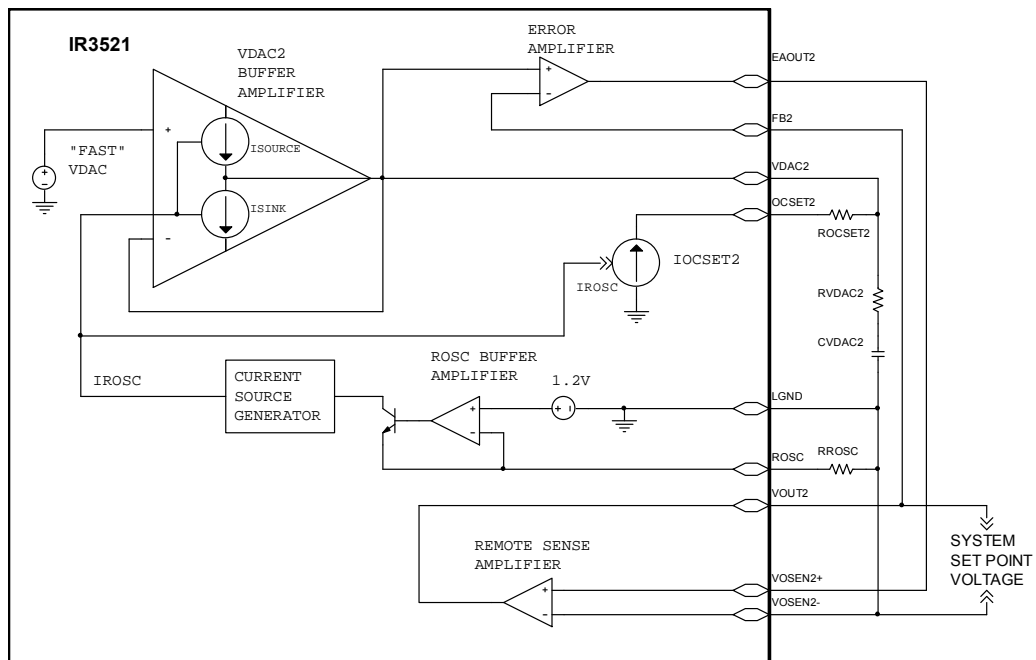 IR3521
VDAC2
BUFFER
AMPLIFIER
ERROR
AMPLIFIER
EAOUT2
+
-
FB2
"FAST"
VDAC
+
-
+
ISOURCE
ISINK
-
VDAC2
OCSET2
ROCSET2
IOCSET2
IROSC
RVDAC2
CVDAC2
IROSC
CURRENT
SOURCE
GENERATOR
ROSC BUFFER
AMPLIFIER
1.2V
+
-
+ -
LGND
ROSC
RROSC
VOUT2
REMOTE SENSE
AMPLIFIER
+
-
VOSEN2+
VOSEN2-
SYSTEM
SET POINT
VOLTAGE